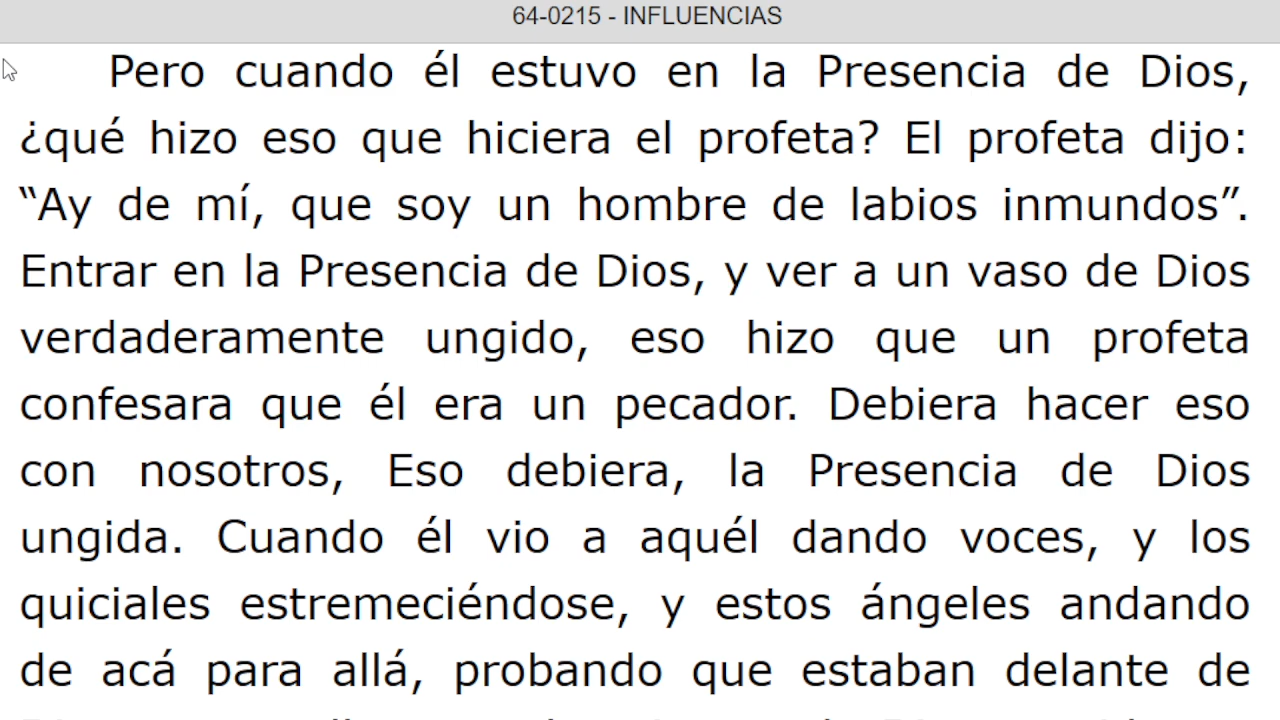 64-0215 - INFLUENCIAS
Pero cuando él estuvo en la Presencia de Dios,
¿qué hizo eso que hiciera el profeta? El profeta dijo:
“Ay de mí, que soy un hombre de labios inmundos”.
Entrar en la Presencia de Dios, y ver a un vaso de Dios
verdaderamente ungido, eso hizo que un profeta
confesara que él era un pecador. Debiera hacer eso
con nosotros, Eso debiera, la Presencia de Dios
ungida. Cuando él vio a aquél dando voces, y los
quiciales estremeciéndose, y estos ángeles andando
de acá para allá, probando que estaban delante de